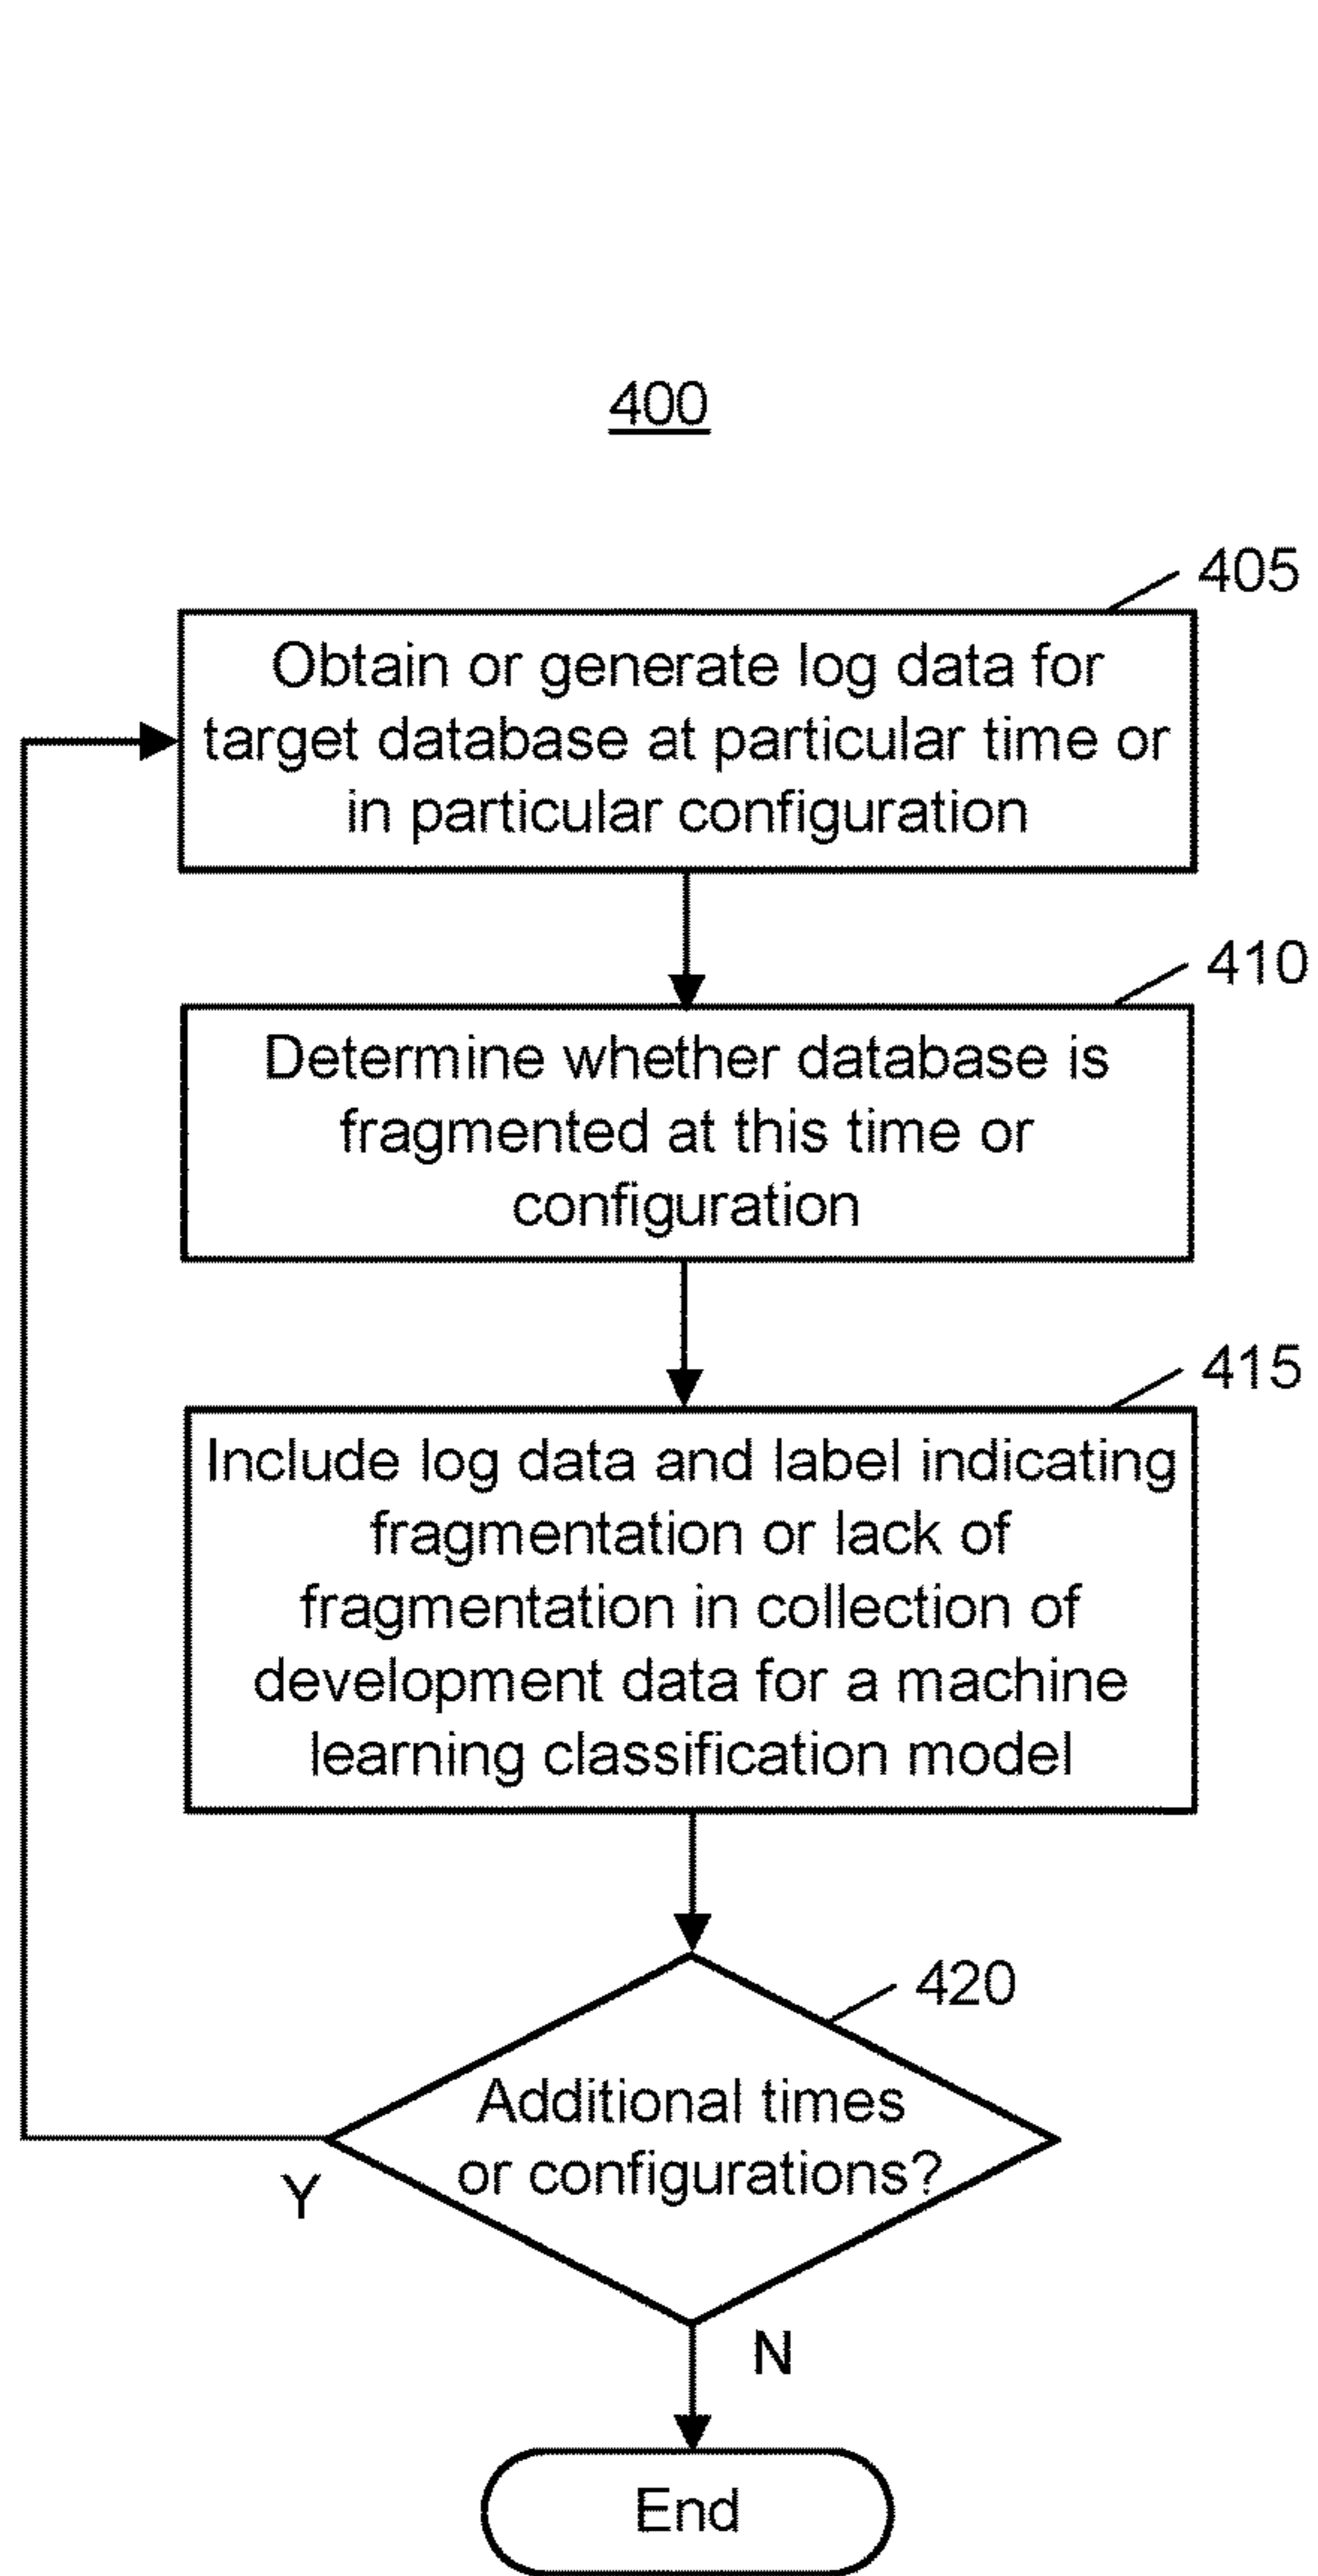 400
405
Obtain or generate log data for
target database at particular time or
in particular configuration
410
Determine whether database is
fragmented at this time or
configuration
415
Include log data and label indicating
fragmentation or lack of
fragmentation in collection of
development data for a machine
learning classification model
420
Additional times
or configurations?
Y
N
End